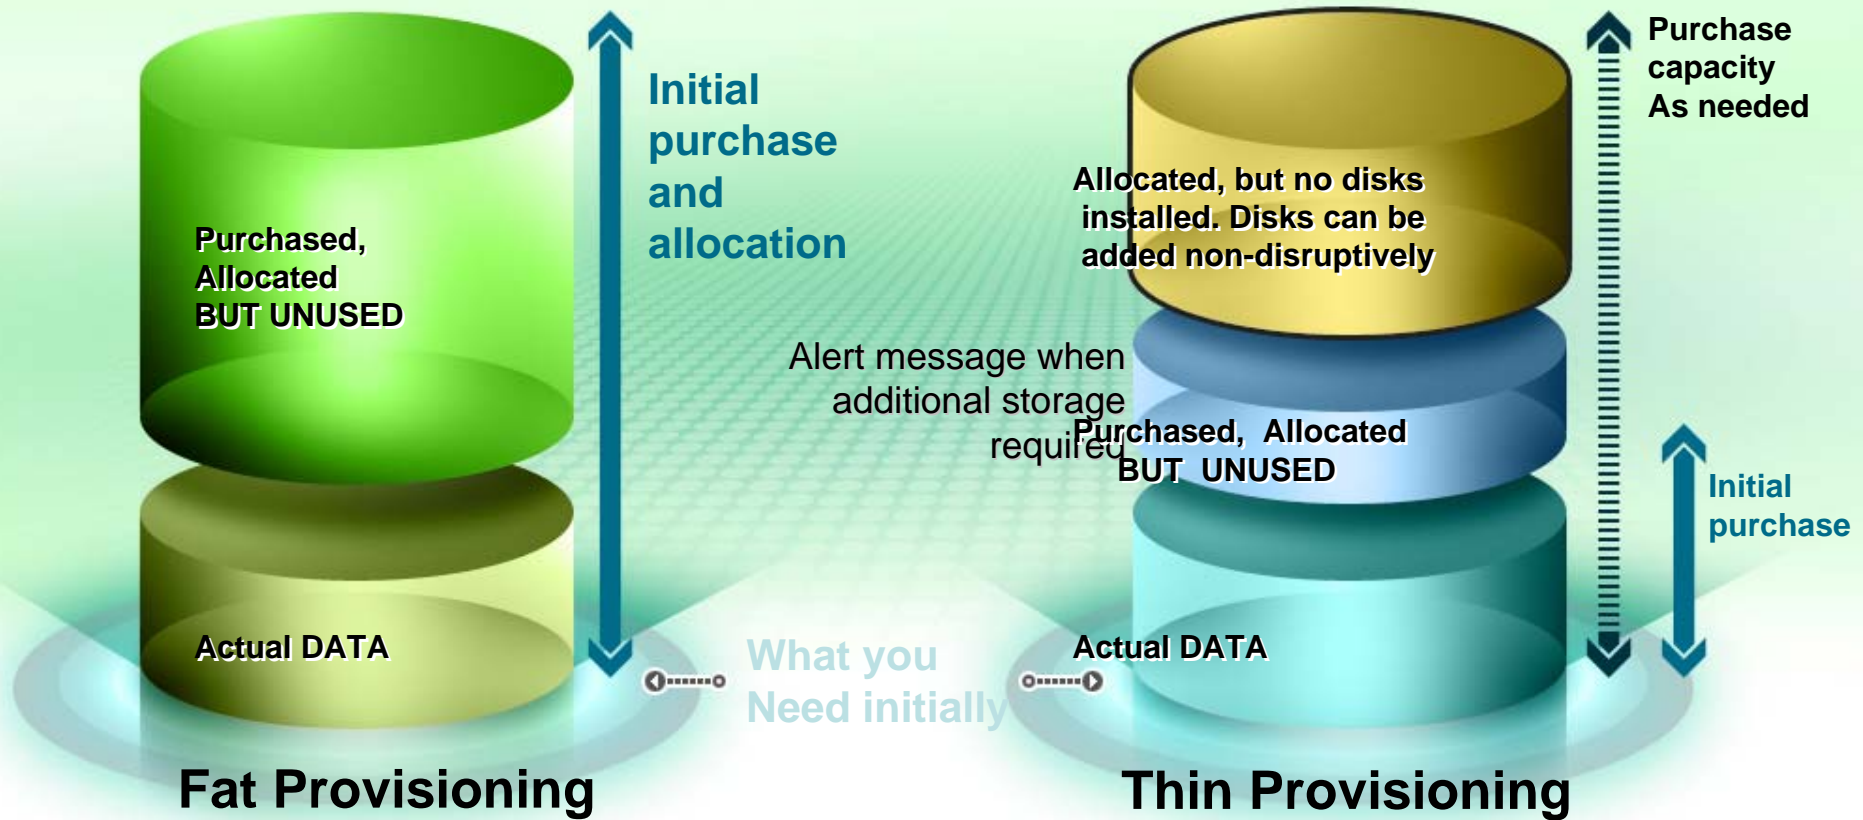 Initial
purchase
and
allocation
Purchased,
Allocated
BUT UNUSED
Actual DATA
Fat Provisioning
What you
Need initially
Alert message when
additional storage
required
Purchase
capacity
As needed
Allocated, but no disks
installed. Disks can be
added non-disruptively
Purchased, Allocated
BUT UNUSED
Initial
purchase
Actual DATA
Thin Provisioning